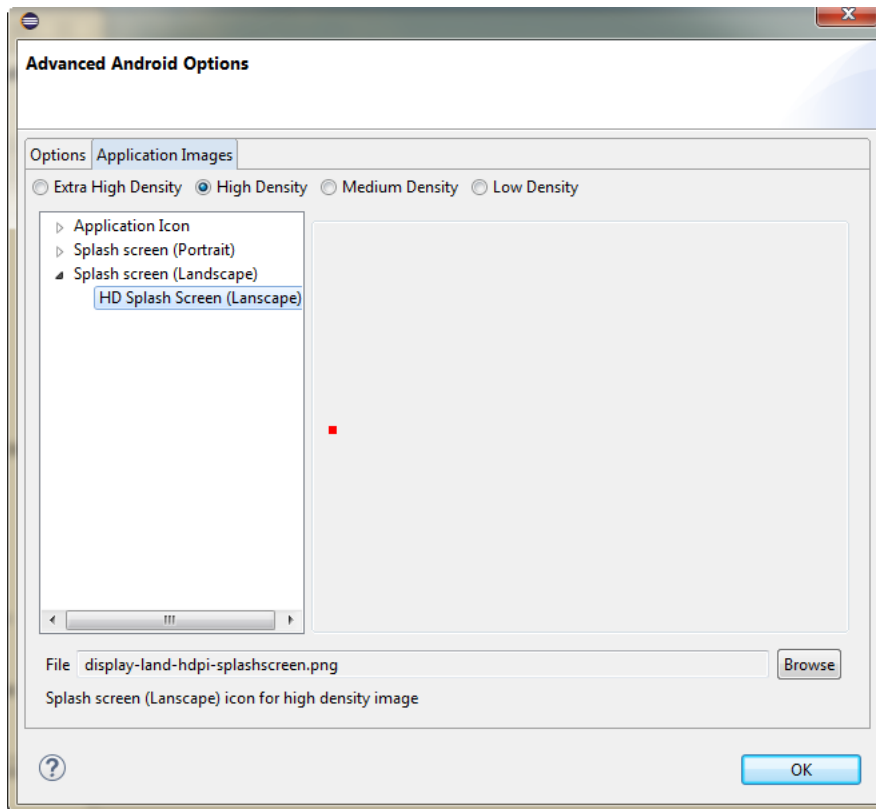 Advanced Android Options
Options Application Images
Extra High Density High Density Medium Density Low Density
Application Icon
Splash screen (Portrait)
Splash screen (Landscape)
HD Splash Screen (Lanscape)
File display-land-hdpi-splashscreen.png Browse
Splash screen (Lanscape) icon for high density image
? OK